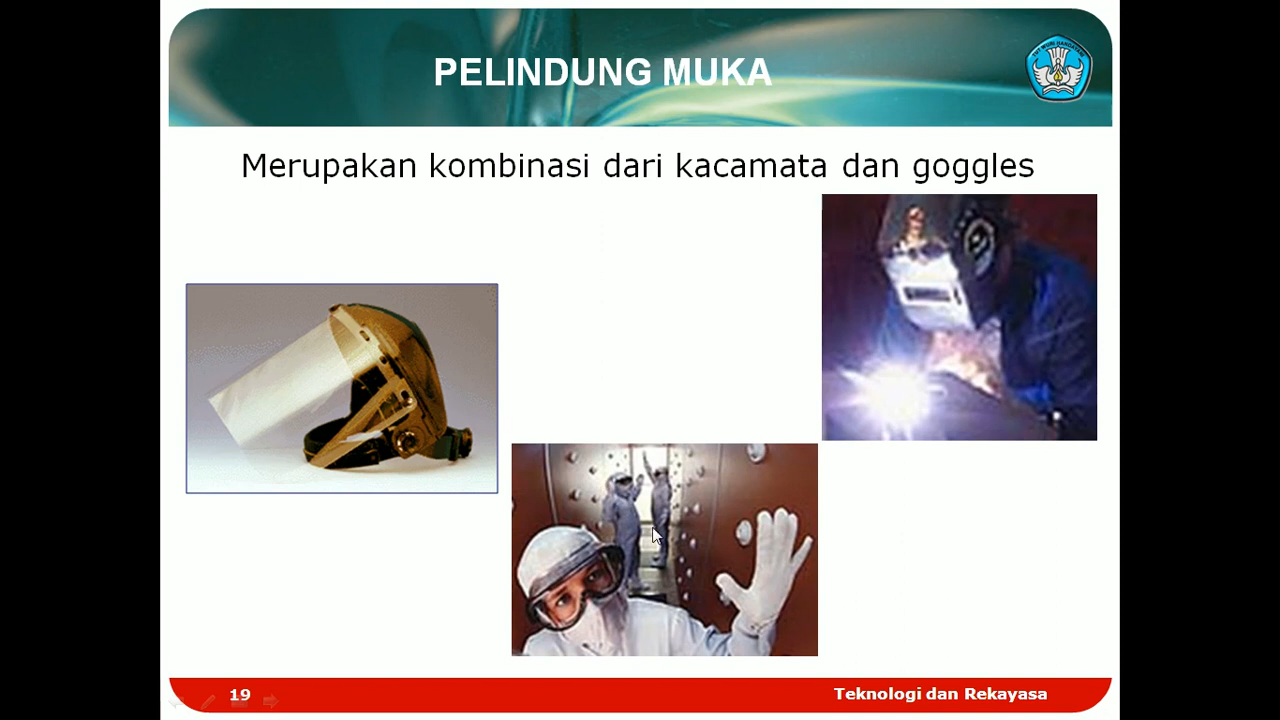 PELINDUNG MUKA
Merupakan kombinasi dari kacamata dan goggles
19
Teknologi dan Rekayasa